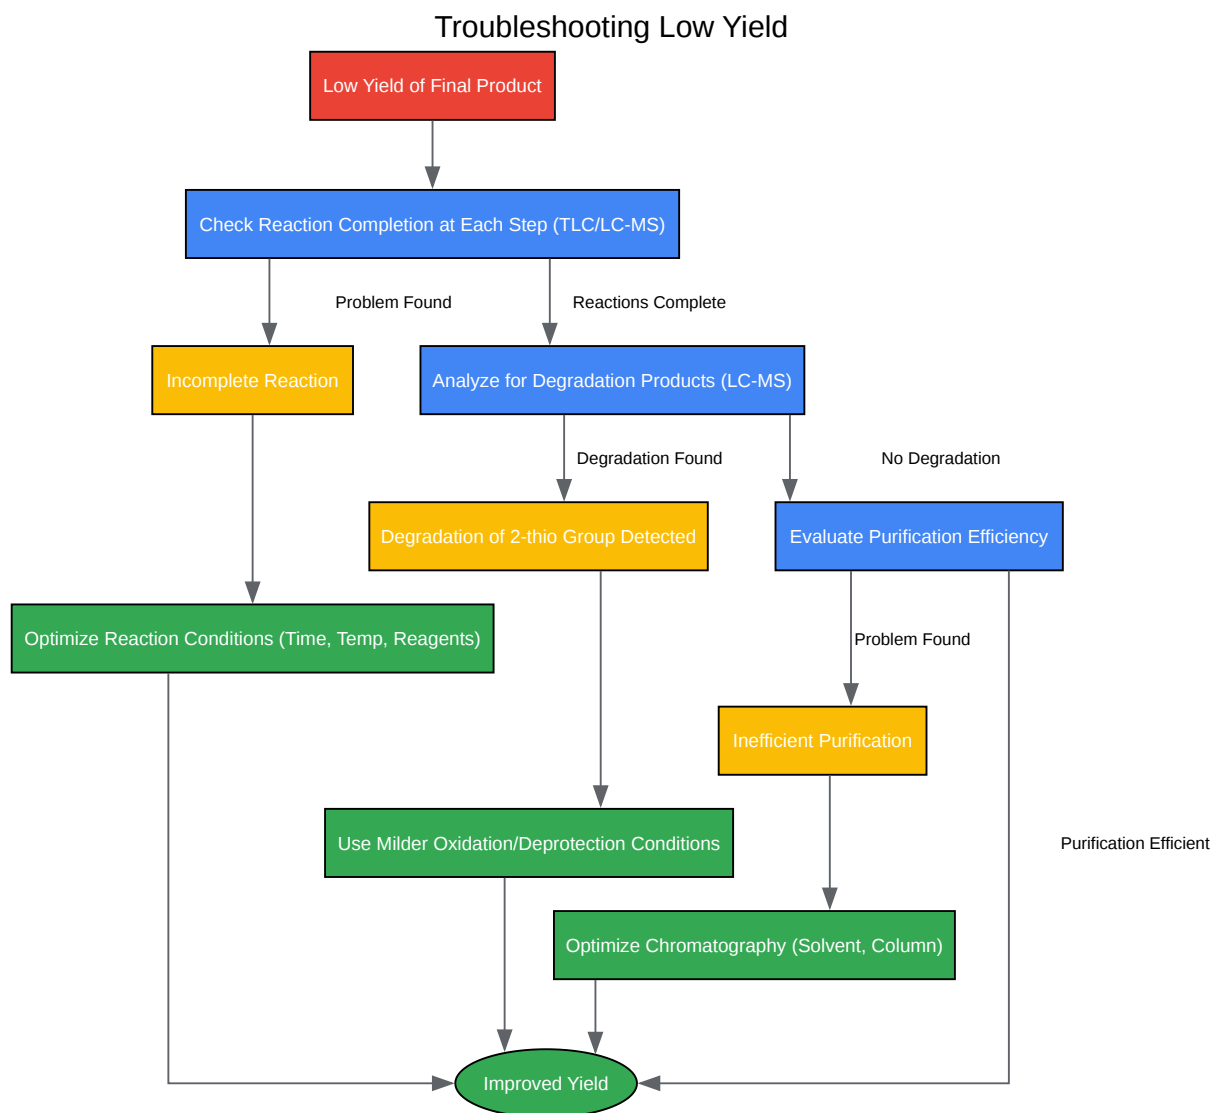 Troubleshooting Low Yield
Low Yield of Final Product
Check Reaction Completion at Each Step (TLC/LC-MS)
Problem Found
Reactions Complete
Incomplete Reaction
Analyze for Degradation Products (LC-MS)
Degradation Found
No Degradation
Degradation of 2-thio Group Detected
Evaluate Purification Efficiency
Optimize Reaction Conditions (Time, Temp, Reagents)
Problem Found
Inefficient Purification
Use Milder Oxidation/Deprotection Conditions
Purification Efficient
Optimize Chromatography (Solvent, Column)
Improved Yield